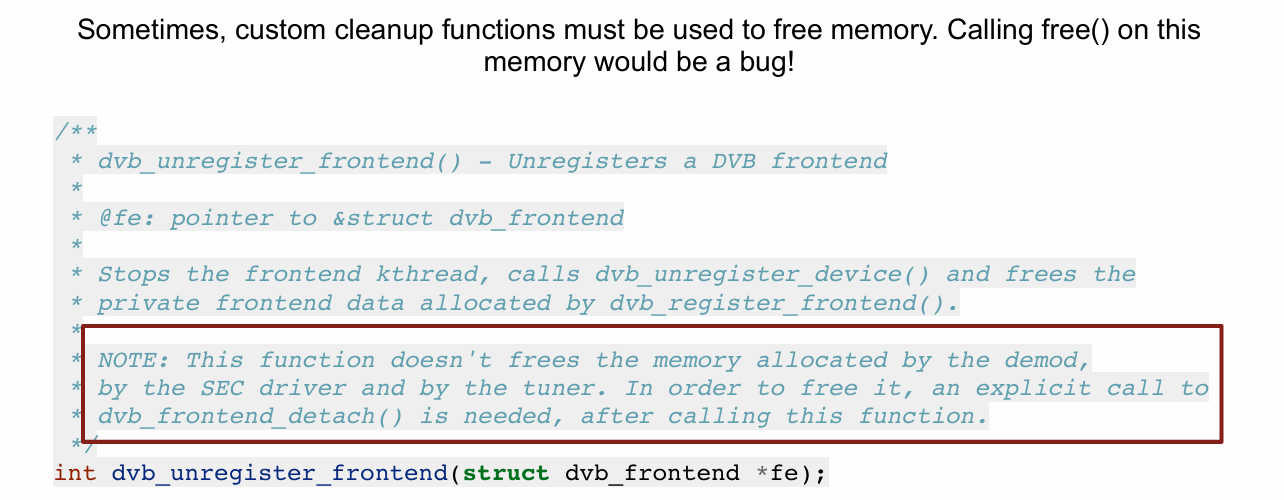 Sometimes, custom cleanup functions must be used to free memory. Calling free() on this
memory would be a bug!
/**
* dvb_unregister_frontend() - Unregisters a DVB frontend
*
* @fe: pointer to &struct dvb_frontend
*
* Stops the frontend kthread, calls dvb_unregister_device() and frees the
* private frontend data allocated by dvb_register_frontend().
*
* NOTE: This function doesn't frees the memory allocated by the demod,
* by the SEC driver and by the tuner. In order to free it, an explicit call to
* dvb_frontend_detach() is needed, after calling this function.
*/
int dvb_unregister_frontend(struct dvb_frontend *fe);